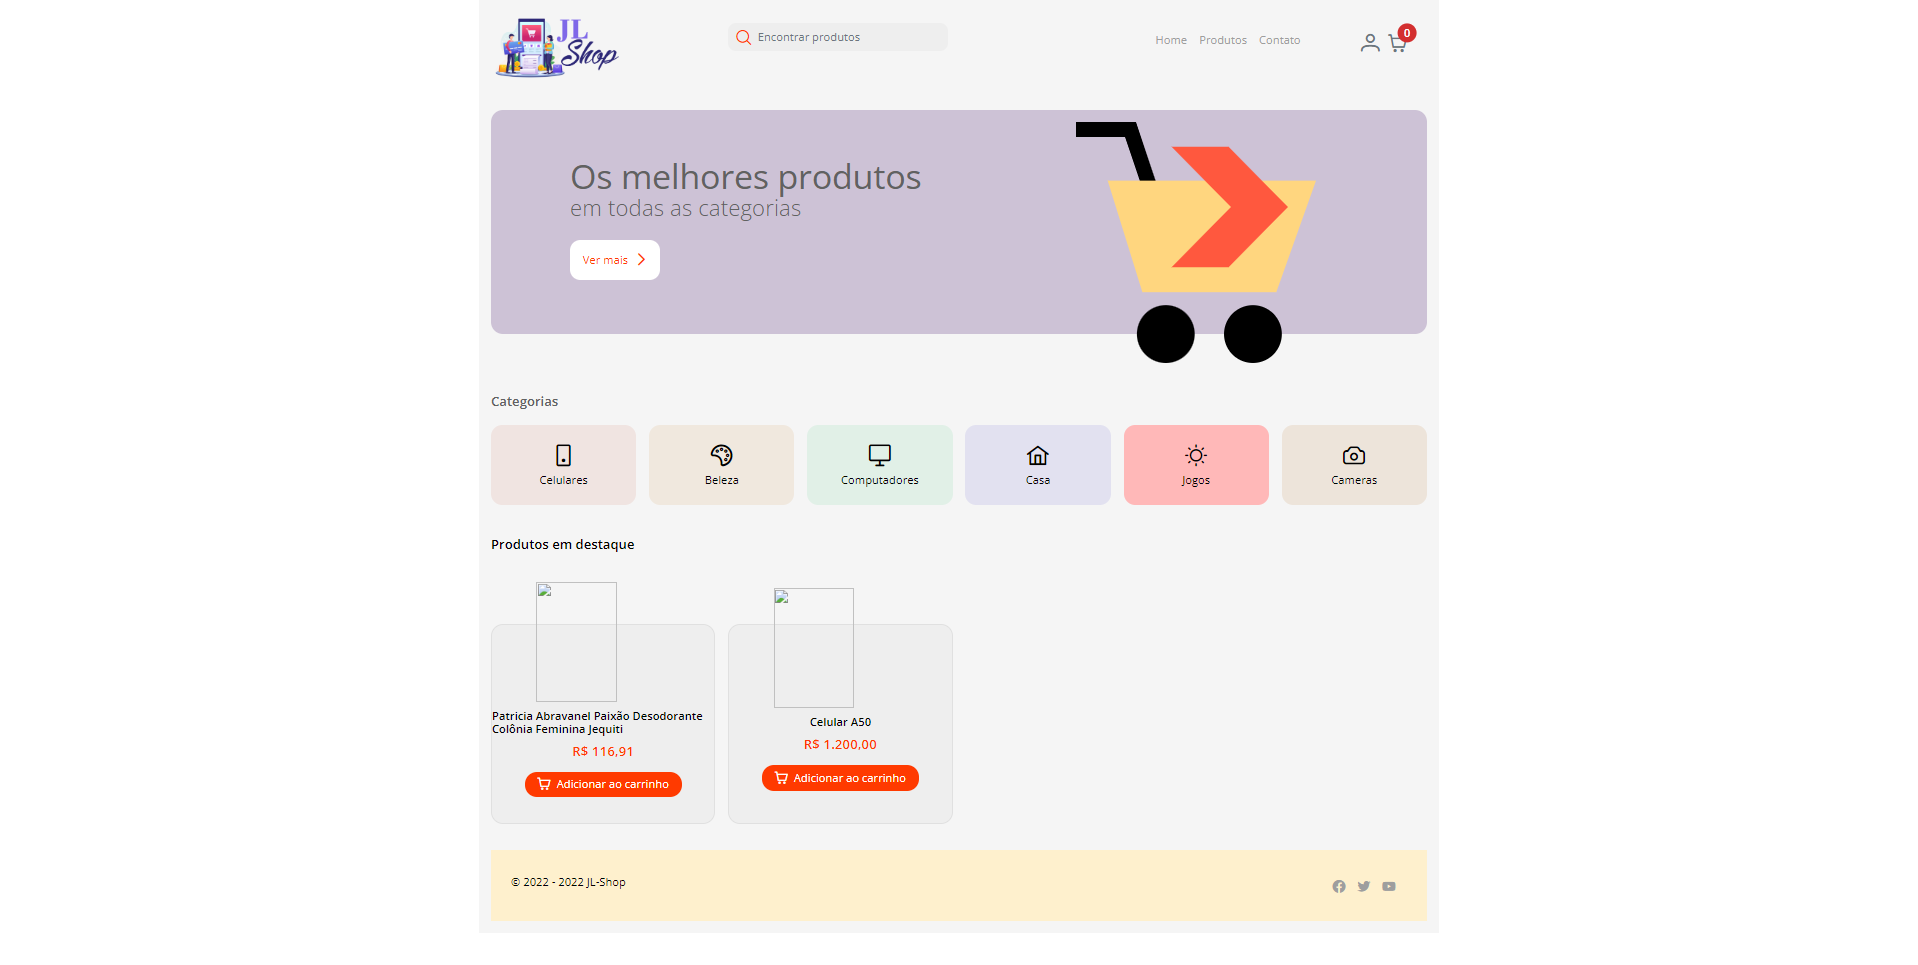 JL
Shop
Encontrar produtos
Home Produtos Contato
0
Os melhores produtos
em todas as categorias
Ver mais
Categorias
Celulares
Beleza
Computadores
Casa
Jogos
Cameras
Produtos em destaque
Patricia Abravanel Paixão Desodorante
Colônia Feminina Jequiti
R$ 116,91
Adicionar ao carrinho
Celular A50
R$ 1.200,00
Adicionar ao carrinho
© 2022 - 2022 JL-Shop